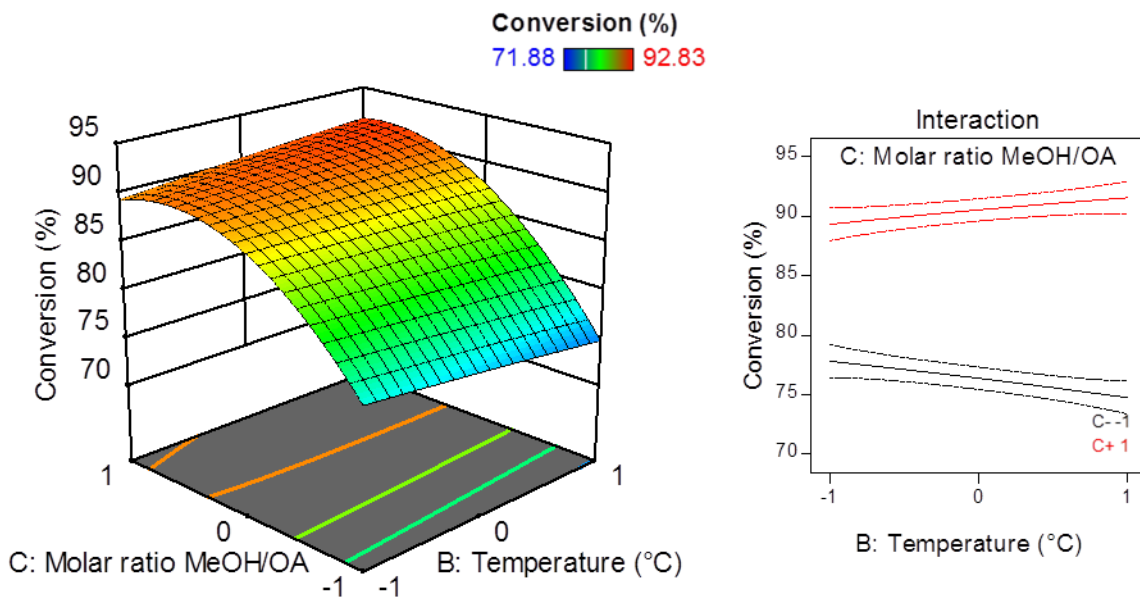 Conversion (%)
71.88 92.83
95
90
85
80
75
70
Conversion (%)
1
0
-1
C: Molar ratio MeOH/OA
-1
0
1
B: Temperature (°C)
Interaction
C: Molar ratio MeOH/OA
95
90
85
80
75
70
Conversion (%)
C- -1
C+ 1
-1 0 1
B: Temperature (°C)